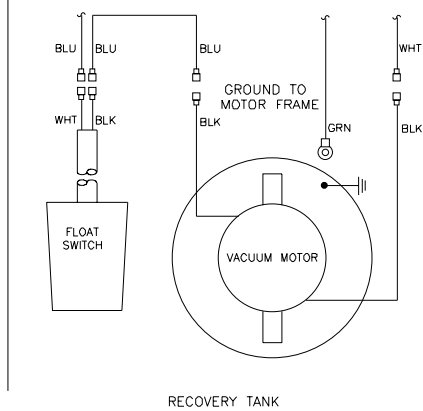 BLU
BLU
BLU
WHT
GROUND TO
MOTOR FRAME
WHT
BLK
BLK
GRN
BLK
FLOAT
SWITCH
VACUUM MOTOR
RECOVERY TANK